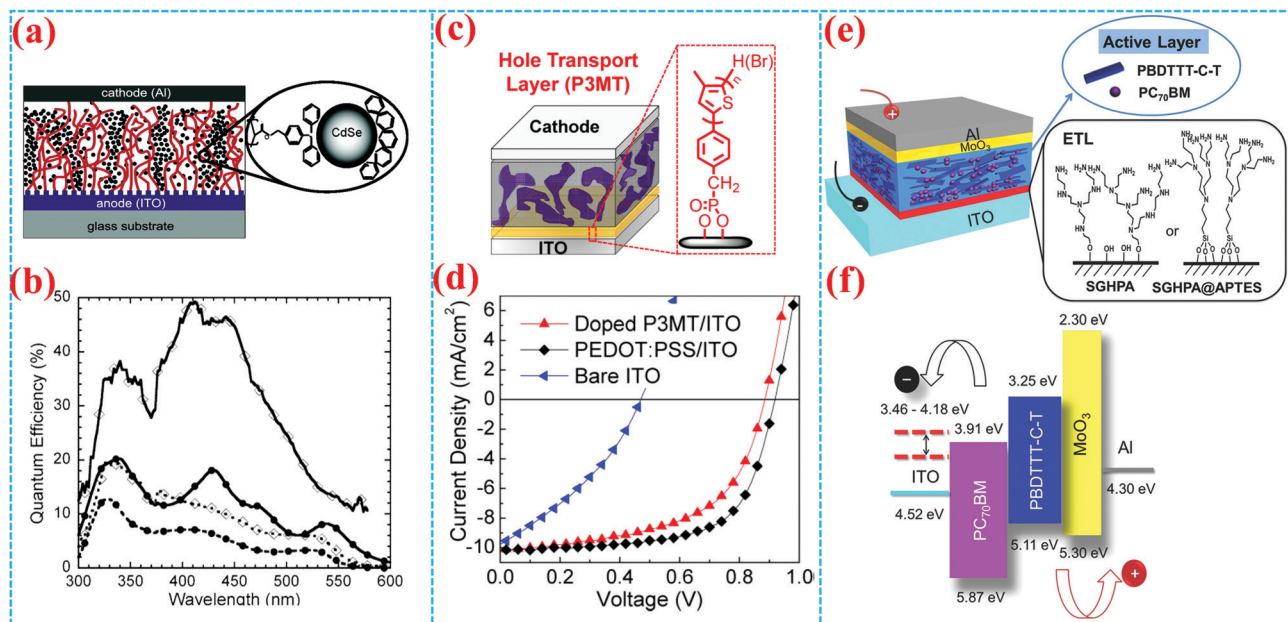 (a)
cathode (Al)
CdSe
anode (ITO)
glass substrate
(b)
50
40
30
20
10
0
Quantum Efficiency (%)
300 350 400 450 500 550 600
Wavelength (nm)
(c)
Hole Transport
Layer (P3MT)
Cathode
ITO
H(Br)
n
S
CH2
O P
O O
(d)
6
4
2
0
-2
-4
-6
-8
-10
Current Density (mA/cm²)
Doped P3MT/ITO
PEDOT:PSS/ITO
Bare ITO
0.0 0.2 0.4 0.6 0.8 1.0
Voltage (V)
(e)
Active Layer
PBDTTT-C-T
PC70BM
+
Al
MoO3
-
ITO
ETL
or
SGHPA
SGHPA@APTES
(f)
-
2.30 eV
3.25 eV
3.46 - 4.18 eV
3.91 eV
ITO
4.52 eV
PC70BM
PBDTTT-C-T
MoO3
Al
4.30 eV
5.11 eV
5.30 eV
5.87 eV
+